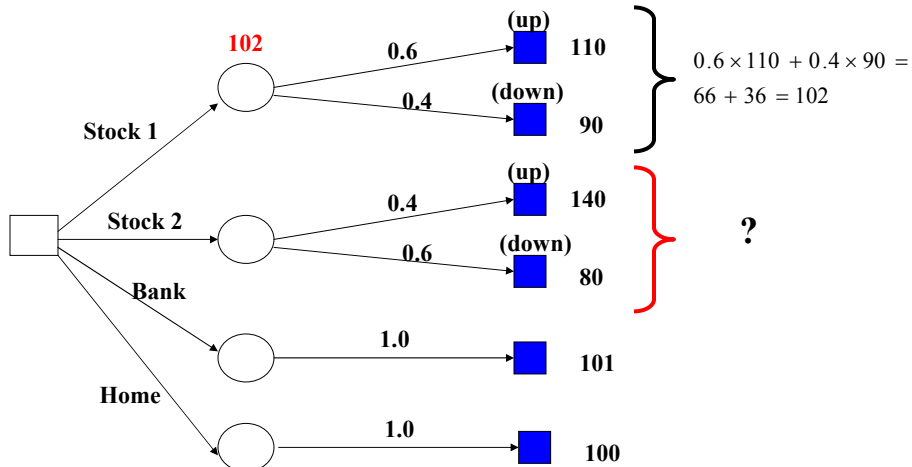 (up)
102
0.6
110
0.6 × 110 + 0.4 × 90 =
66 + 36 = 102
(down)
0.4
90
Stock 1
(up)
0.4
140
Stock 2
?
(down)
0.6
80
Bank
1.0
101
Home
1.0
100